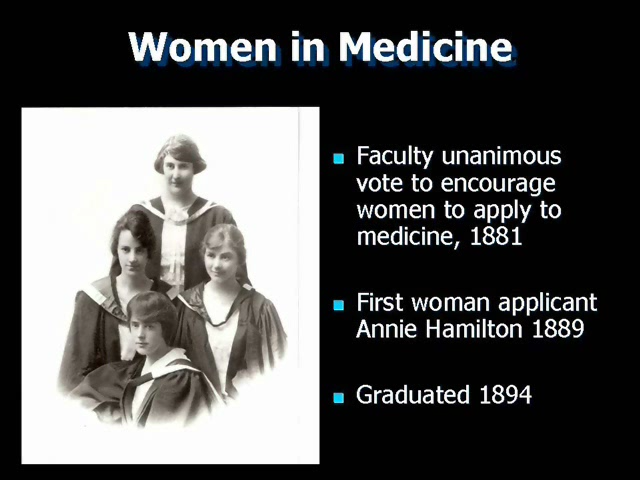 Women in Medicine
Faculty unanimous
vote to encourage
women to apply to
medicine, 1881
First woman applicant
Annie Hamilton 1889
Graduated 1894